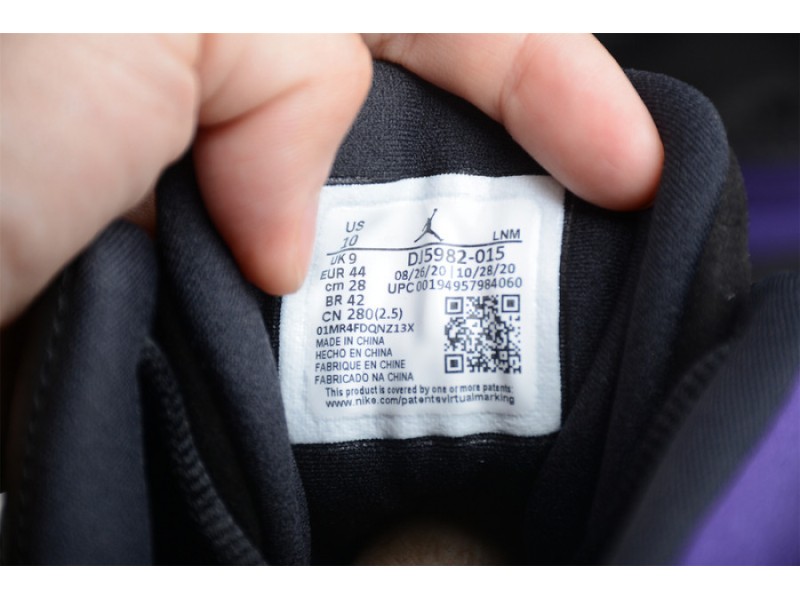 US
10
LNM
UK 9
DJ5982-015
EUR 44
08/26/20 | 10/28/20
cm 28
UPC 00194957984060
BR 42
CN 280(2.5)
01MR4FDQNZ13X
MADE IN CHINA
HECHO EN CHINA
FABRIQUE EN CHINE
FABRICADO NA CHINA
This product is covered by one or more patents:
www.nike.com/patentsvirtualmarking